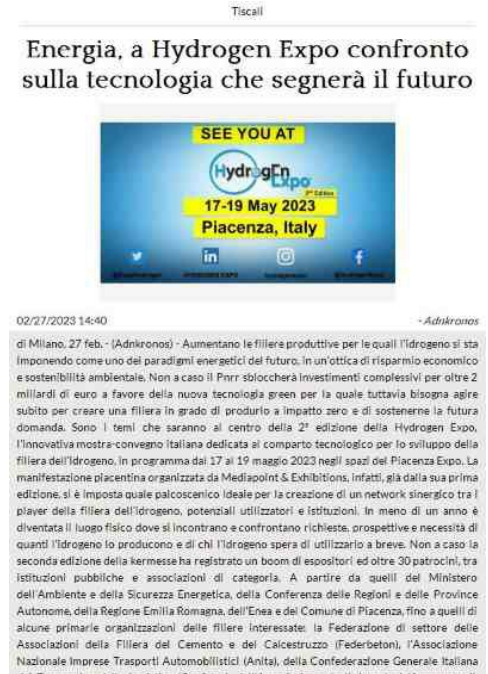 Tiscali
Energia, a Hydrogen Expo confronto
sulla tecnologia che segnerà il futuro
SEE YOU AT
HydrogEn
Expo
2nd Edition
17-19 May 2023
Piacenza, Italy
02/27/2023 14:40
- Adnkronos
di Milano, 27 feb. - (Adnkronos) - Aumentano le filiere produttive per le quali l'idrogeno si sta
imponendo come uno dei paradigmi energetici del futuro, in un'ottica di risparmio economico
e sostenibilità ambientale. Non a caso il Pnrr sbloccherà investimenti complessivi per oltre 2
miliardi di euro a favore della nuova tecnologia green per la quale tuttavia bisogna agire
subito per creare una filiera in grado di produrlo a impatto zero e di sostenerne la futura
domanda. Sono i temi che saranno al centro della 2ª edizione della Hydrogen Expo,
l'innovativa mostra-convegno italiana dedicata al comparto tecnologico per lo sviluppo della
filiera dell'idrogeno, in programma dal 17 al 19 maggio 2023 negli spazi del Piacenza Expo. La
manifestazione piacentina organizzata da Mediapoint & Exhibitions, infatti, già dalla sua prima
edizione, si è imposta quale palcoscenico ideale per la creazione di un network sinergico tra i
player della filiera dell'idrogeno, potenziali utilizzatori e istituzioni. In meno di un anno è
diventata il luogo fisico dove si incontrano e confrontano richieste, prospettive e necessità di
quanti l'idrogeno lo producono e di chi l'idrogeno spera di utilizzarlo a breve. Non a caso la
seconda edizione della kermesse ha registrato un boom di espositori ed oltre 30 patrocini, tra
istituzioni pubbliche e associazioni di categoria. A partire da quelli del Ministero
dell'Ambiente e della Sicurezza Energetica, della Conferenza delle Regioni e delle Province
Autonome, della Regione Emilia Romagna, dell'Enea e del Comune di Piacenza, fino a quelli di
alcune primarie organizzazioni delle filiere interessate: la Federazione di settore delle
Associazioni della Filiera del Cemento e del Calcestruzzo (Federbeton), l'Associazione
Nazionale Imprese Trasporti Automobilistici (Anita), della Confederazione Generale Italiana